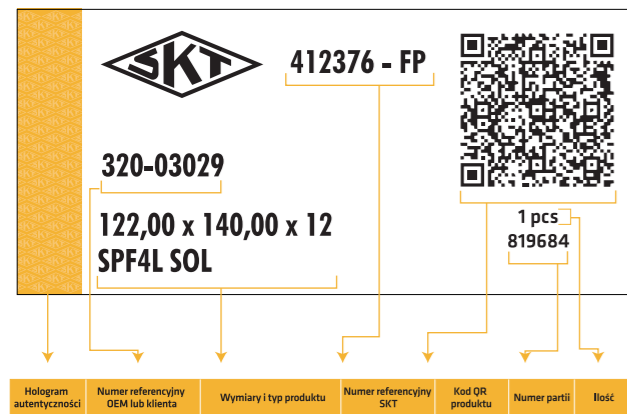 SKT
412376 - FP
320-03029
122,00 x 140,00 x 12
SPF4L SOL
1 pcs
819684
Hologram autentyczności
Numer referencyjny OEM lub klienta
Wymiary i typ produktu
Numer referencyjny SKT
Kod QR produktu
Numer partii
Ilość